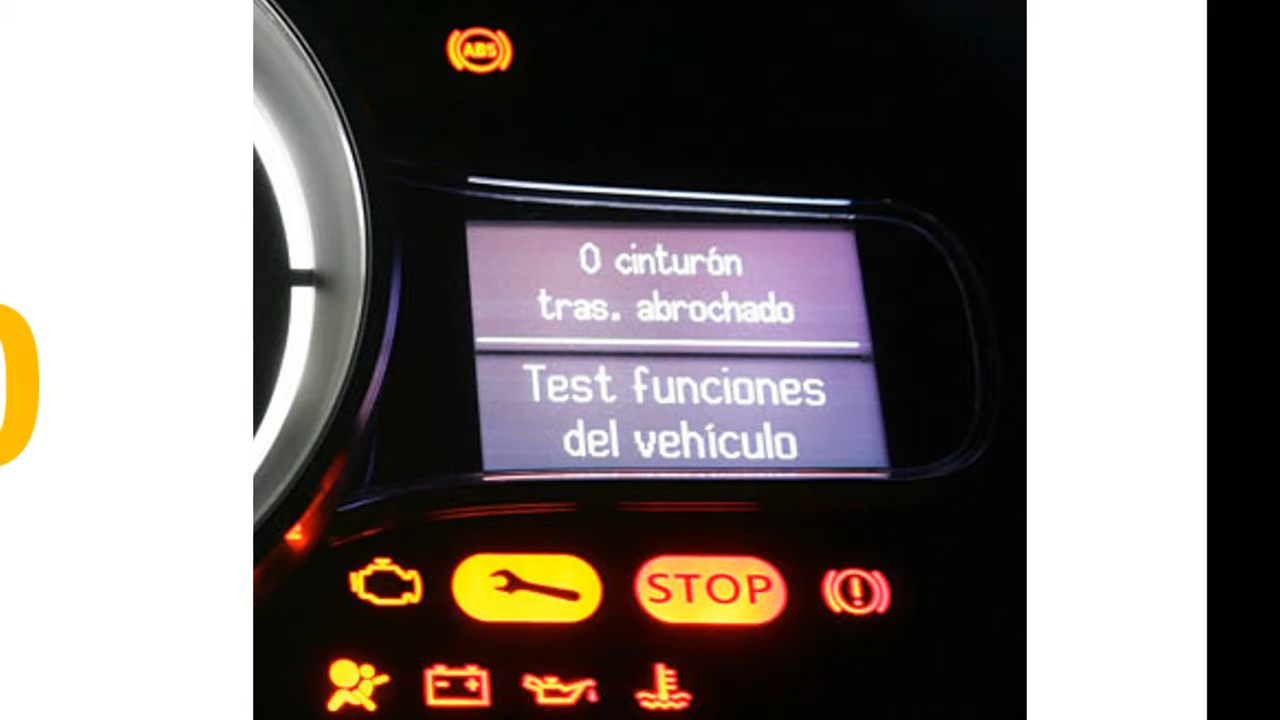 ABS
0 cinturón
tras. abrochado
Test funciones
del vehículo
STOP